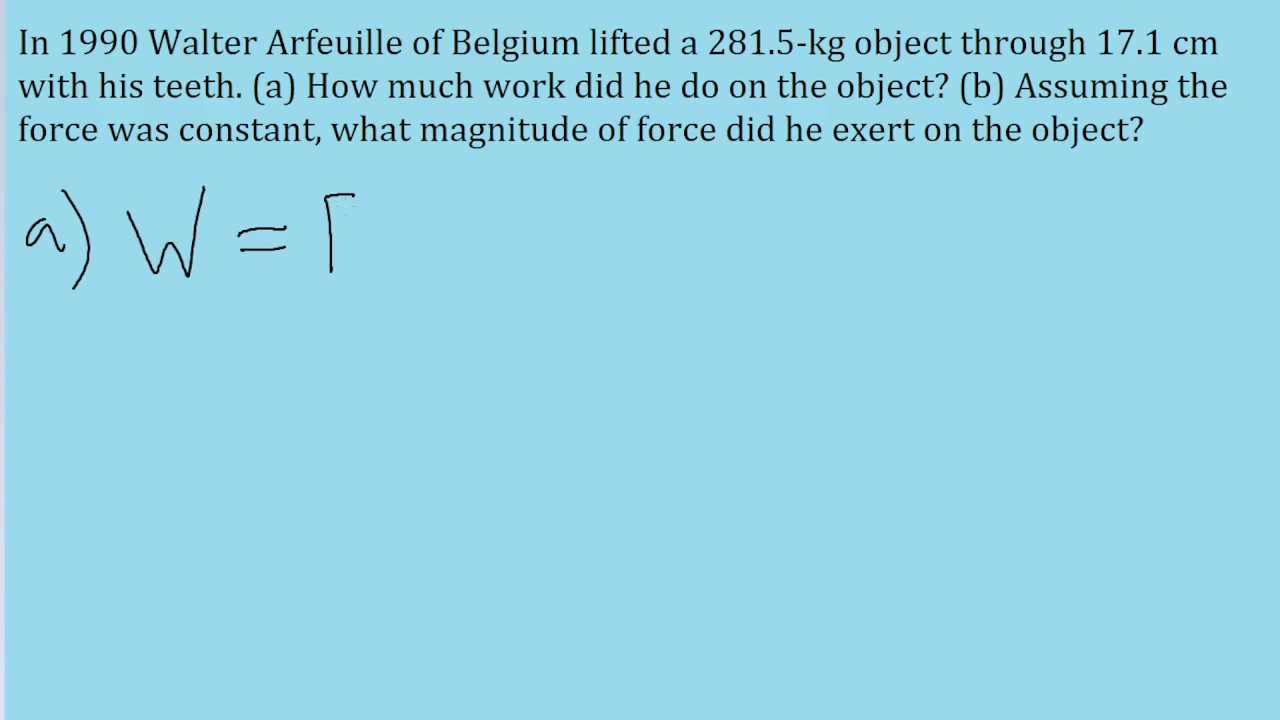 In 1990 Walter Arfeuille of Belgium lifted a 281.5-kg object through 17.1 cm
with his teeth. (a) How much work did he do on the object? (b) Assuming the
force was constant, what magnitude of force did he exert on the object?
a) W =